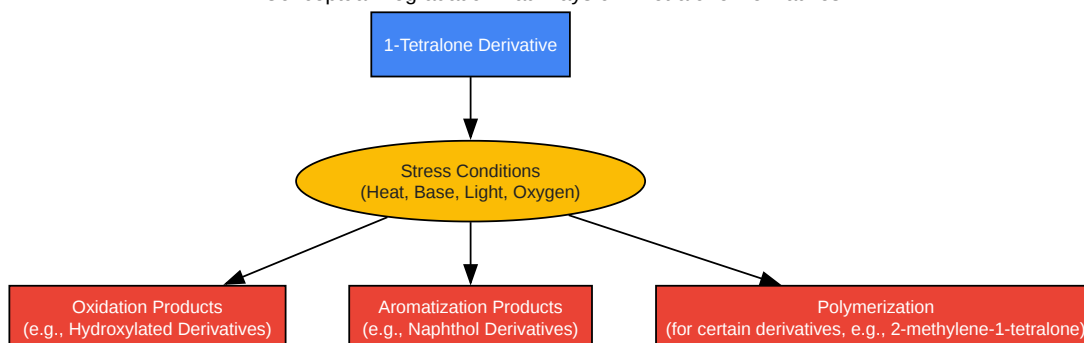 1-Tetralone Derivative
Stress Conditions
(Heat, Base, Light, Oxygen)
Oxidation Products
(e.g., Hydroxylated Derivatives)
Aromatization Products
(e.g., Naphthol Derivatives)
Polymerization
(for certain derivatives, e.g., 2-methylene-1-tetralone)